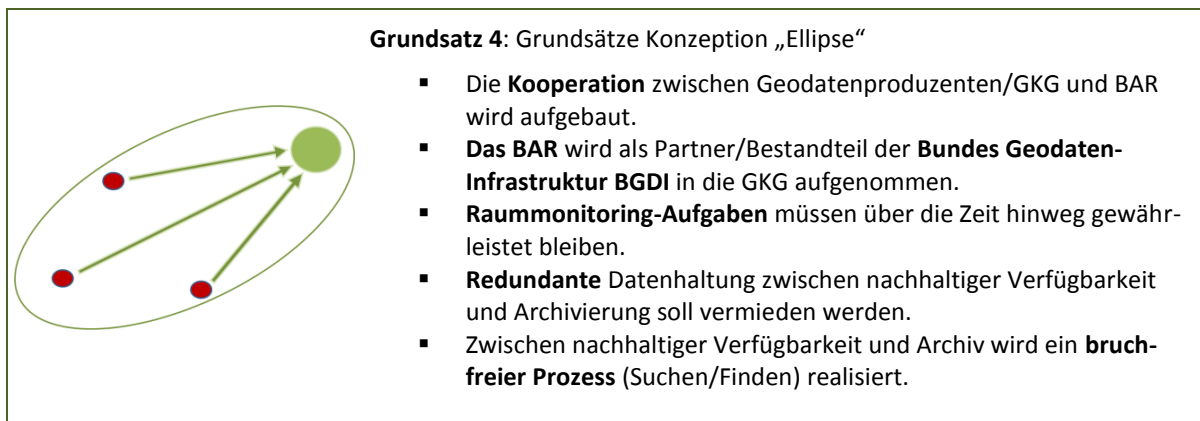 Grundsatz 4: Grundsätze Konzeption „Ellipse“
▪ Die Kooperation zwischen Geodatenproduzenten/GKG und BAR
wird aufgebaut.
▪ Das BAR wird als Partner/Bestandteil der Bundes Geodaten-
Infrastruktur BGDI in die GKG aufgenommen.
▪ Raummonitoring-Aufgaben müssen über die Zeit hinweg gewähr-
leistet bleiben.
▪ Redundante Datenhaltung zwischen nachhaltiger Verfügbarkeit
und Archivierung soll vermieden werden.
▪ Zwischen nachhaltiger Verfügbarkeit und Archiv wird ein bruch-
freier Prozess (Suchen/Finden) realisiert.